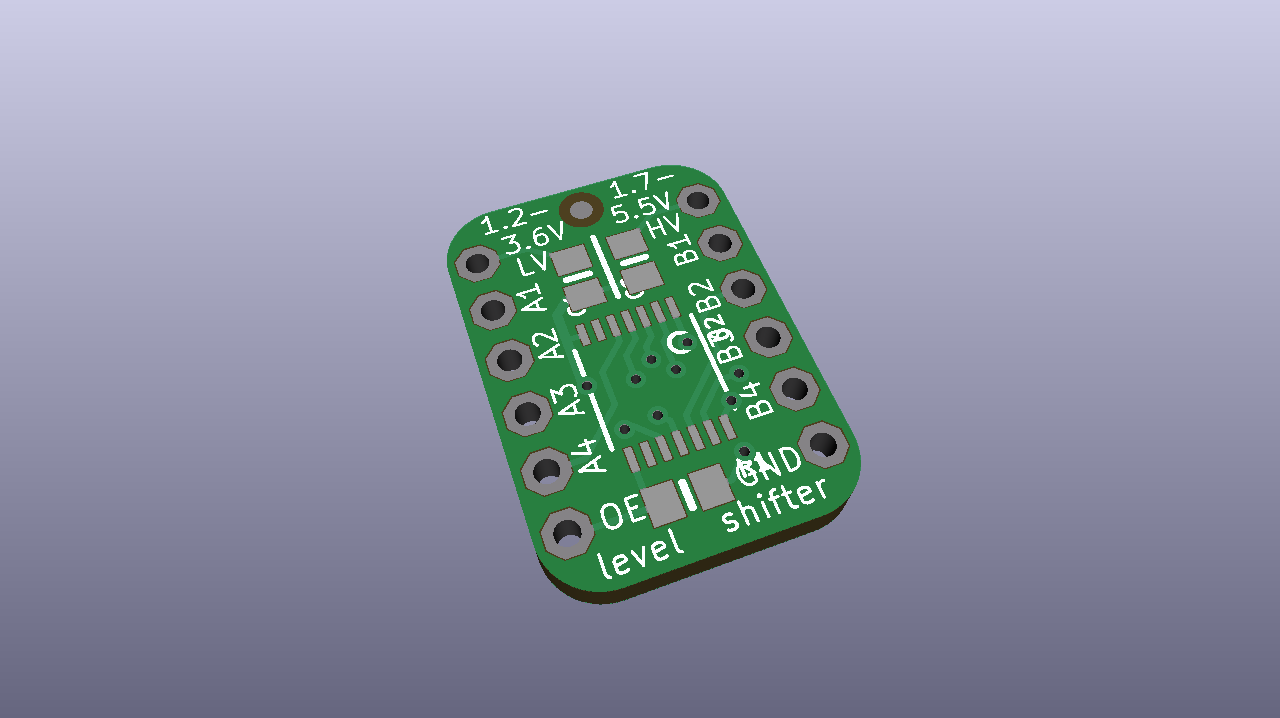 1.2-
3.6V
LV
A1
A2
A3
A4
OE
level
1.7-
5.5V
HV
B1
B2
B3
B4
GND
shifter